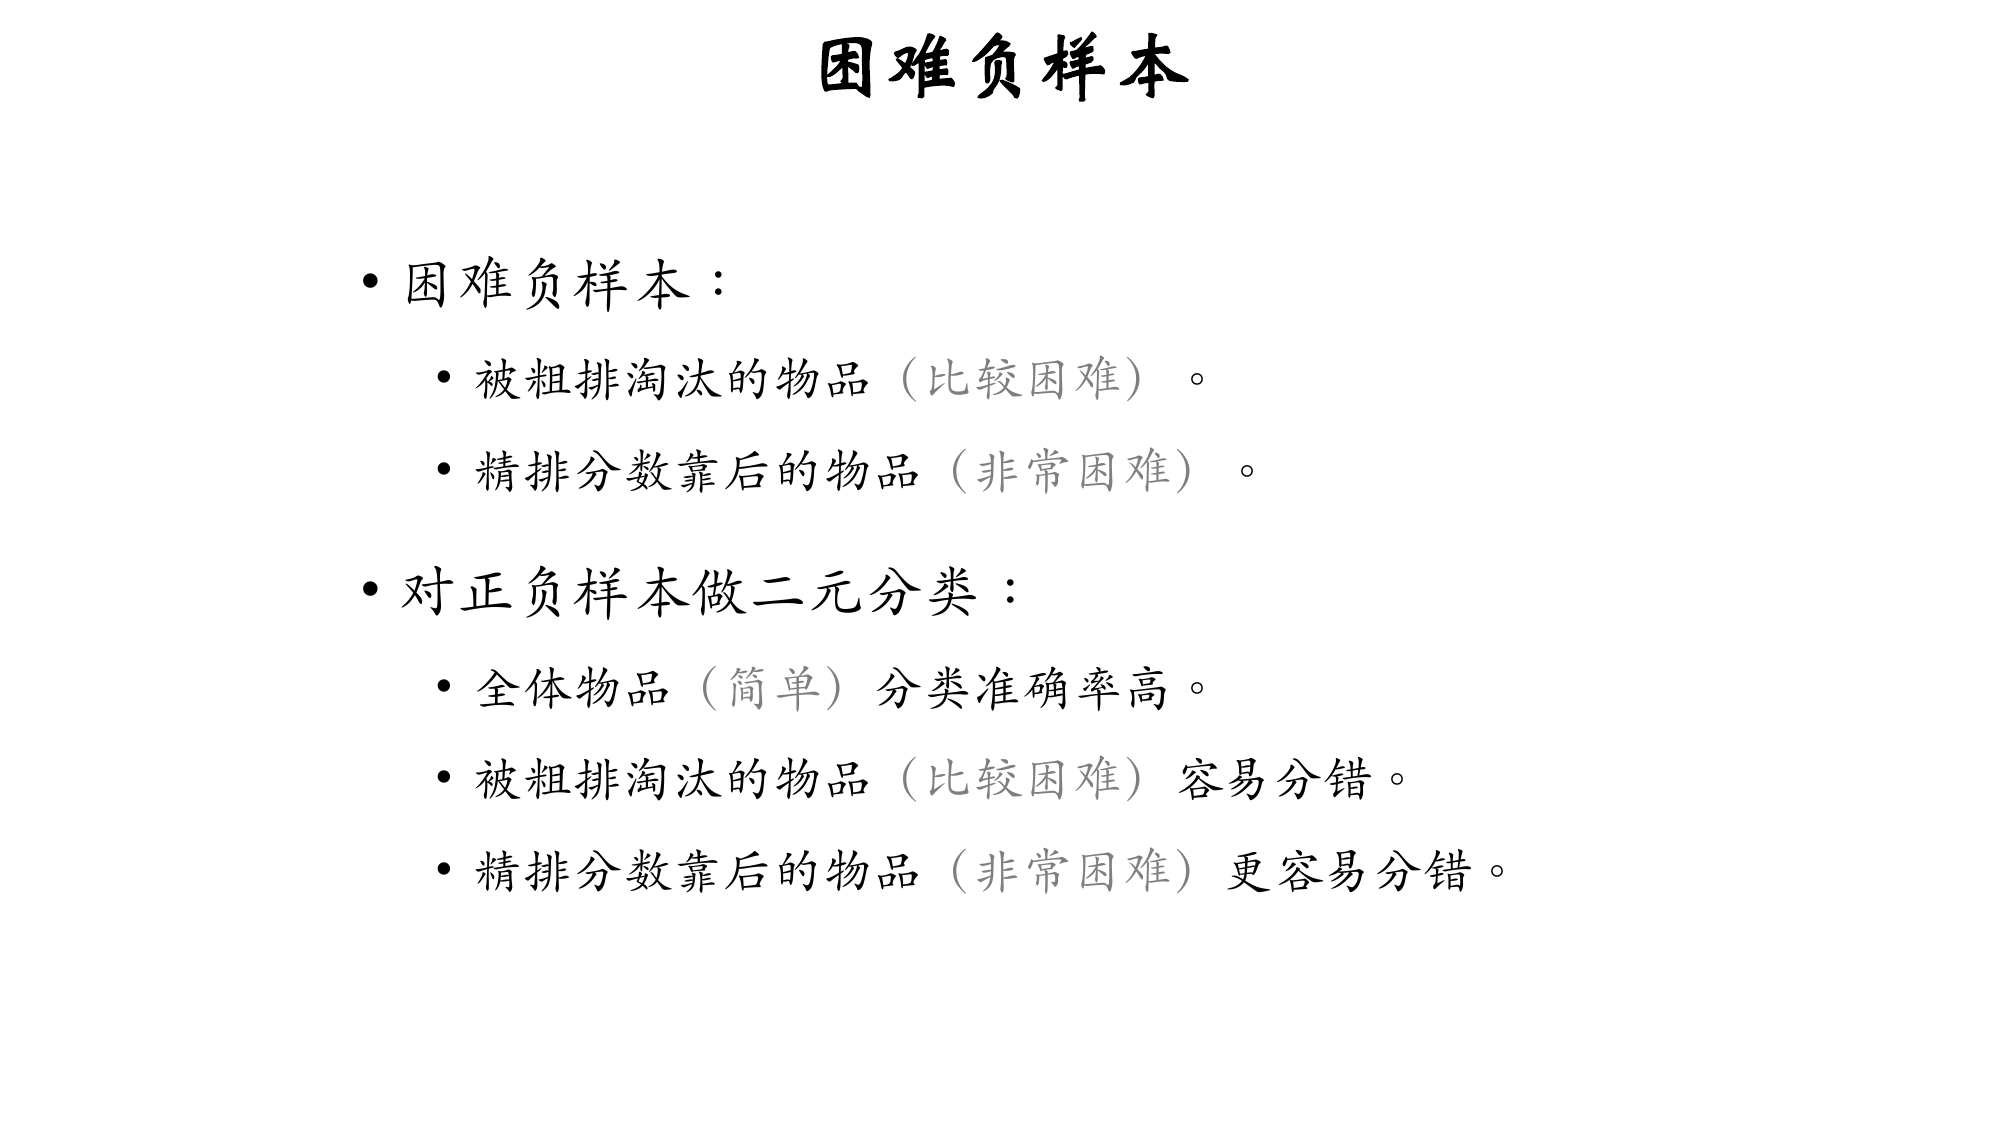 困难负样本
• 困难负样本：
• 被粗排淘汰的物品（比较困难）。
• 精排分数靠后的物品（非常困难）。
• 对正负样本做二元分类：
• 全体物品（简单）分类准确率高。
• 被粗排淘汰的物品（比较困难）容易分错。
• 精排分数靠后的物品（非常困难）更容易分错。